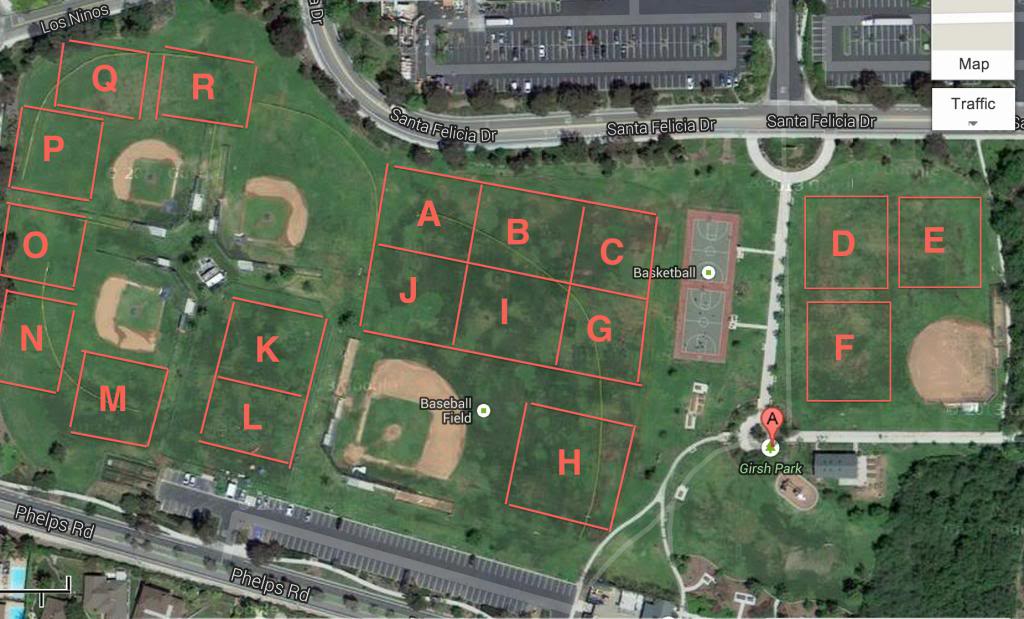 Los Ninos
a Dr
Map
Traffic
Santa Felicia Dr
Santa Felicia Dr
Santa Felicia Dr
Sa
Q
R
P
A
B
C
D
E
O
Basketball
J
I
G
N
K
F
M
L
Baseball
Field
H
A
Girsh Park
Phelps Rd
Phelps Rd